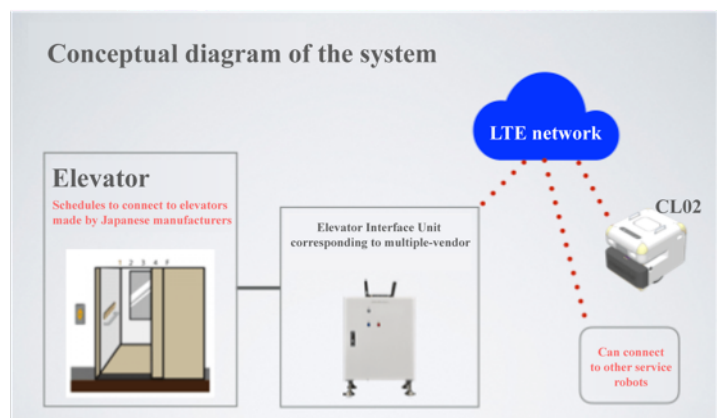 Conceptual diagram of the system
LTE network
Elevator
Schedules to connect to elevators
made by Japanese manufacturers
1 2 3 4 F
Elevator Interface Unit
corresponding to multiple-vendor
CL02
Can connect
to other service
robots